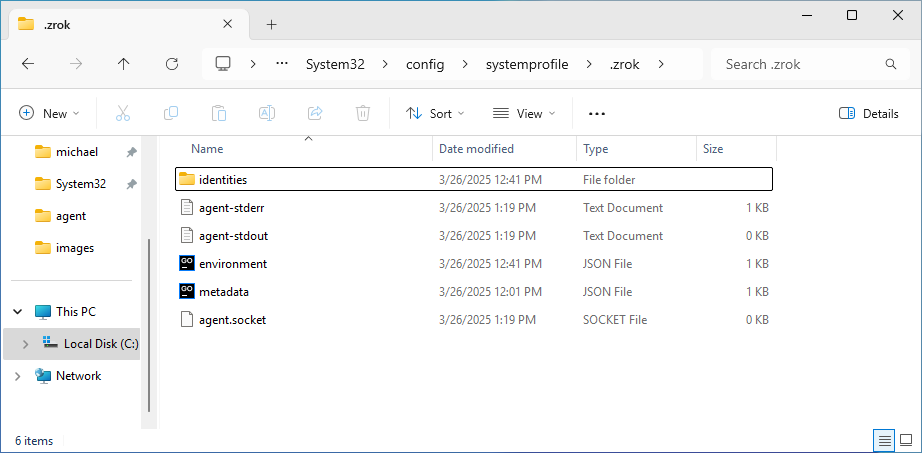 .zrok
System32 config systemprofile .zrok Search .zrok
New Sort View Details
Name Date modified Type Size
michael
System32
agent
images
This PC
Local Disk (C:)
Network
identities 3/26/2025 12:41 PM File folder
agent-stderr 3/26/2025 1:19 PM Text Document 1 KB
agent-stdout 3/26/2025 1:19 PM Text Document 0 KB
GO environment 3/26/2025 12:41 PM JSON File 1 KB
GO metadata 3/26/2025 12:01 PM JSON File 1 KB
agent.socket 3/26/2025 1:19 PM SOCKET File 0 KB
6 items